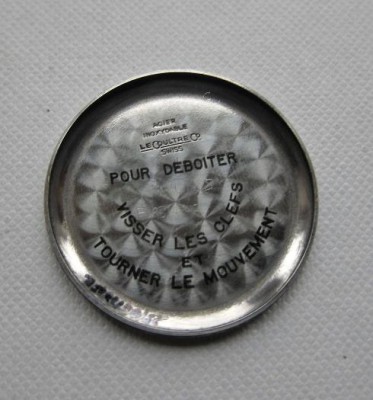 ACIER
INOXYDABLE
LECOULTRE CO
SWISS
POUR DEBOITER
VISSER LES CLEFS
ET
TOURNER LE MOUVEMENT